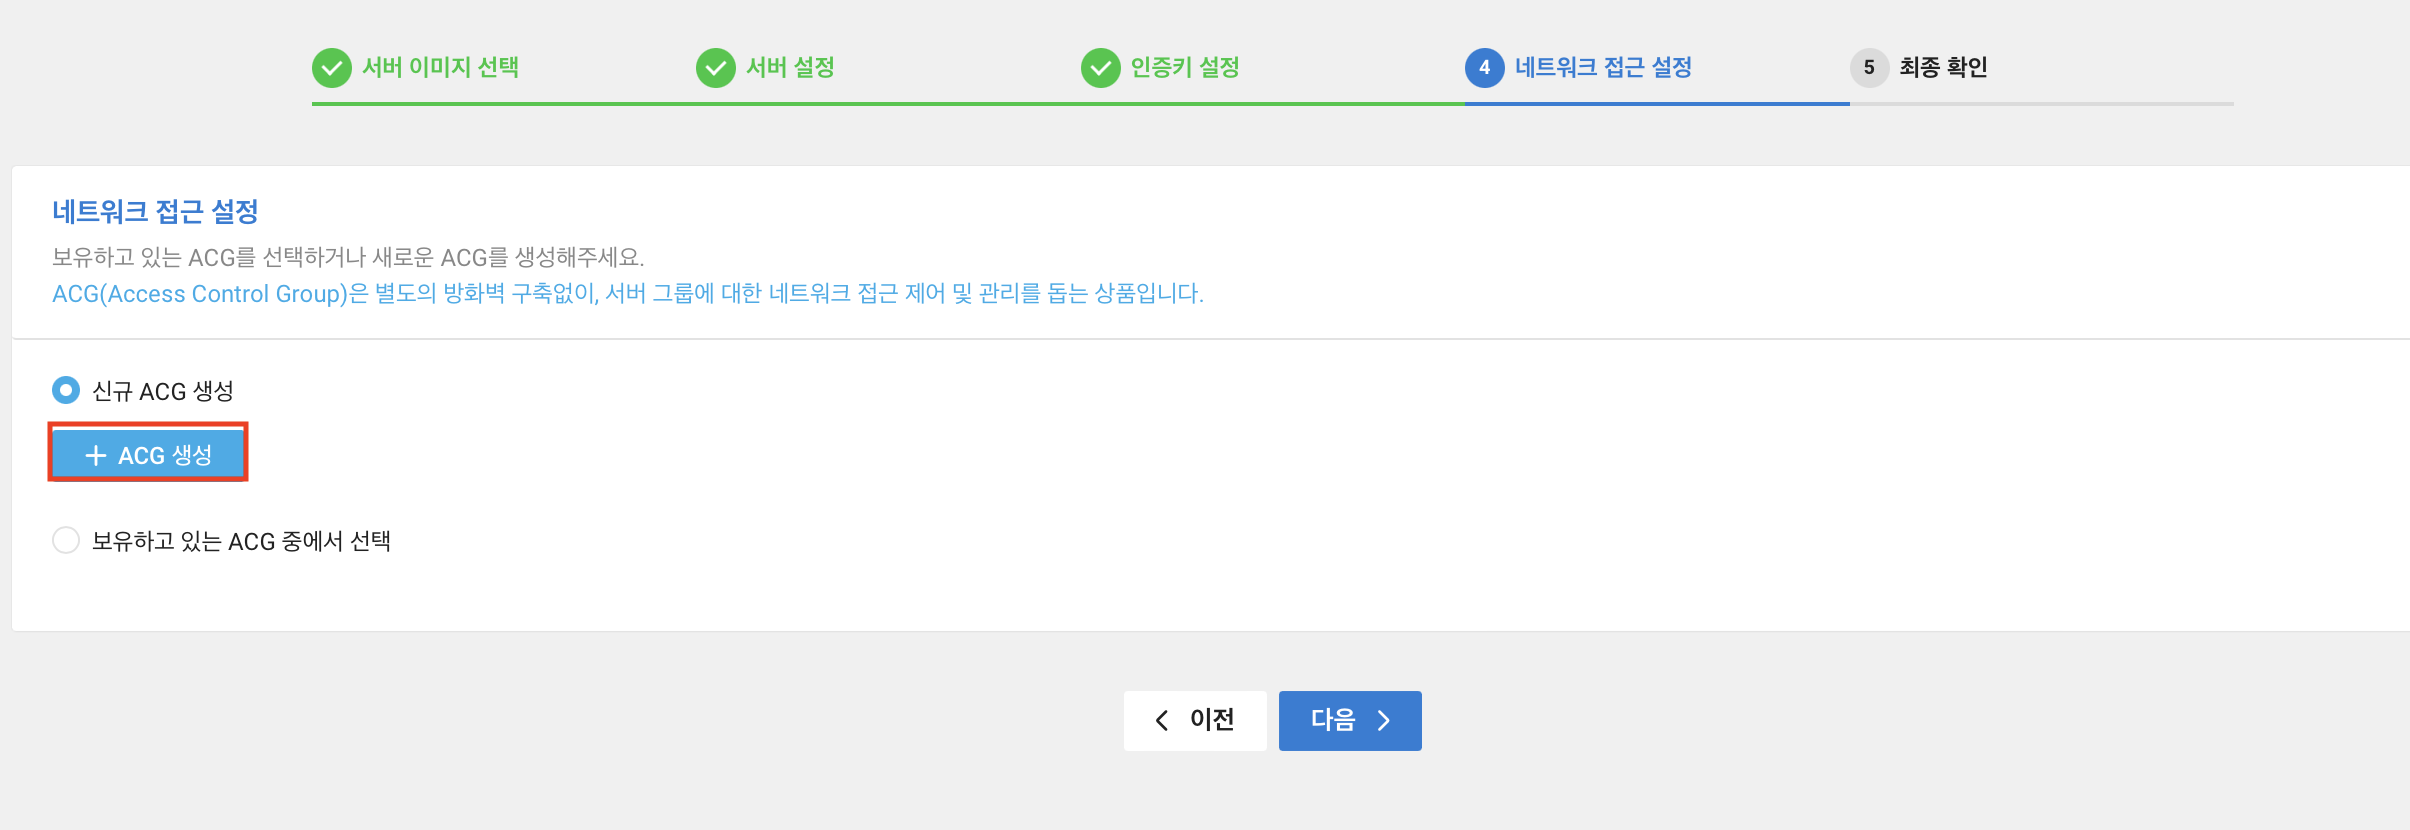 서버 이미지 선택
서버 설정
인증키 설정
4 네트워크 접근 설정
5 최종 확인
네트워크 접근 설정
보유하고 있는 ACG를 선택하거나 새로운 ACG를 생성해주세요.
ACG(Access Control Group)은 별도의 방화벽 구축없이, 서버 그룹에 대한 네트워크 접근 제어 및 관리를 돕는 상품입니다.
신규 ACG 생성
+ ACG 생성
보유하고 있는 ACG 중에서 선택
< 이전
다음 >